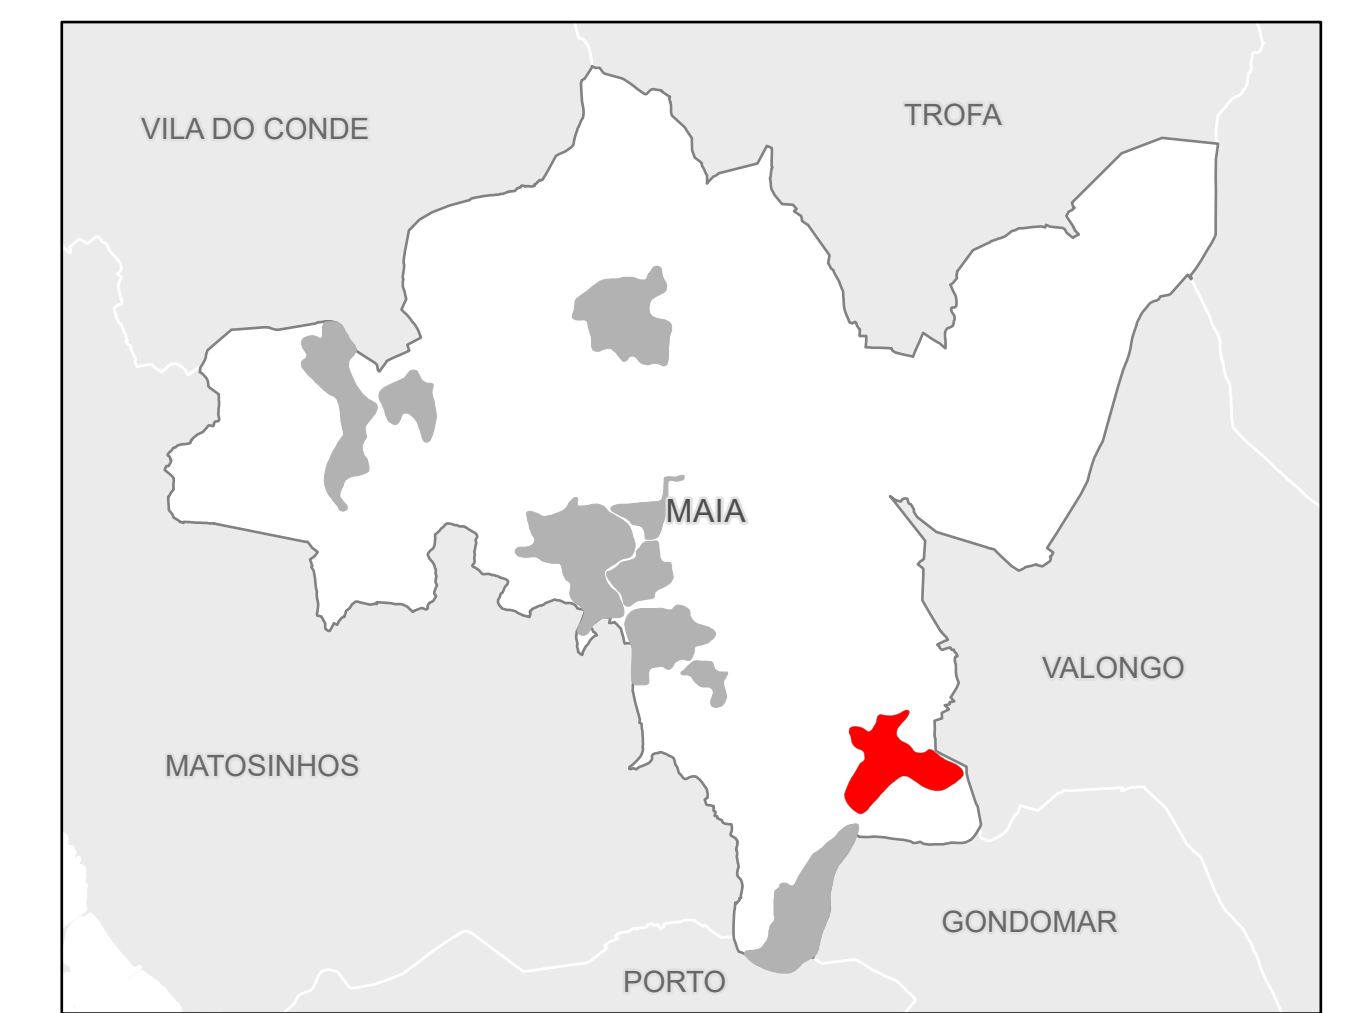 TROFA
VILA DO CONDE
MAIA
VALONGO
MATOSINHOS
GONDOMAR
PORTO